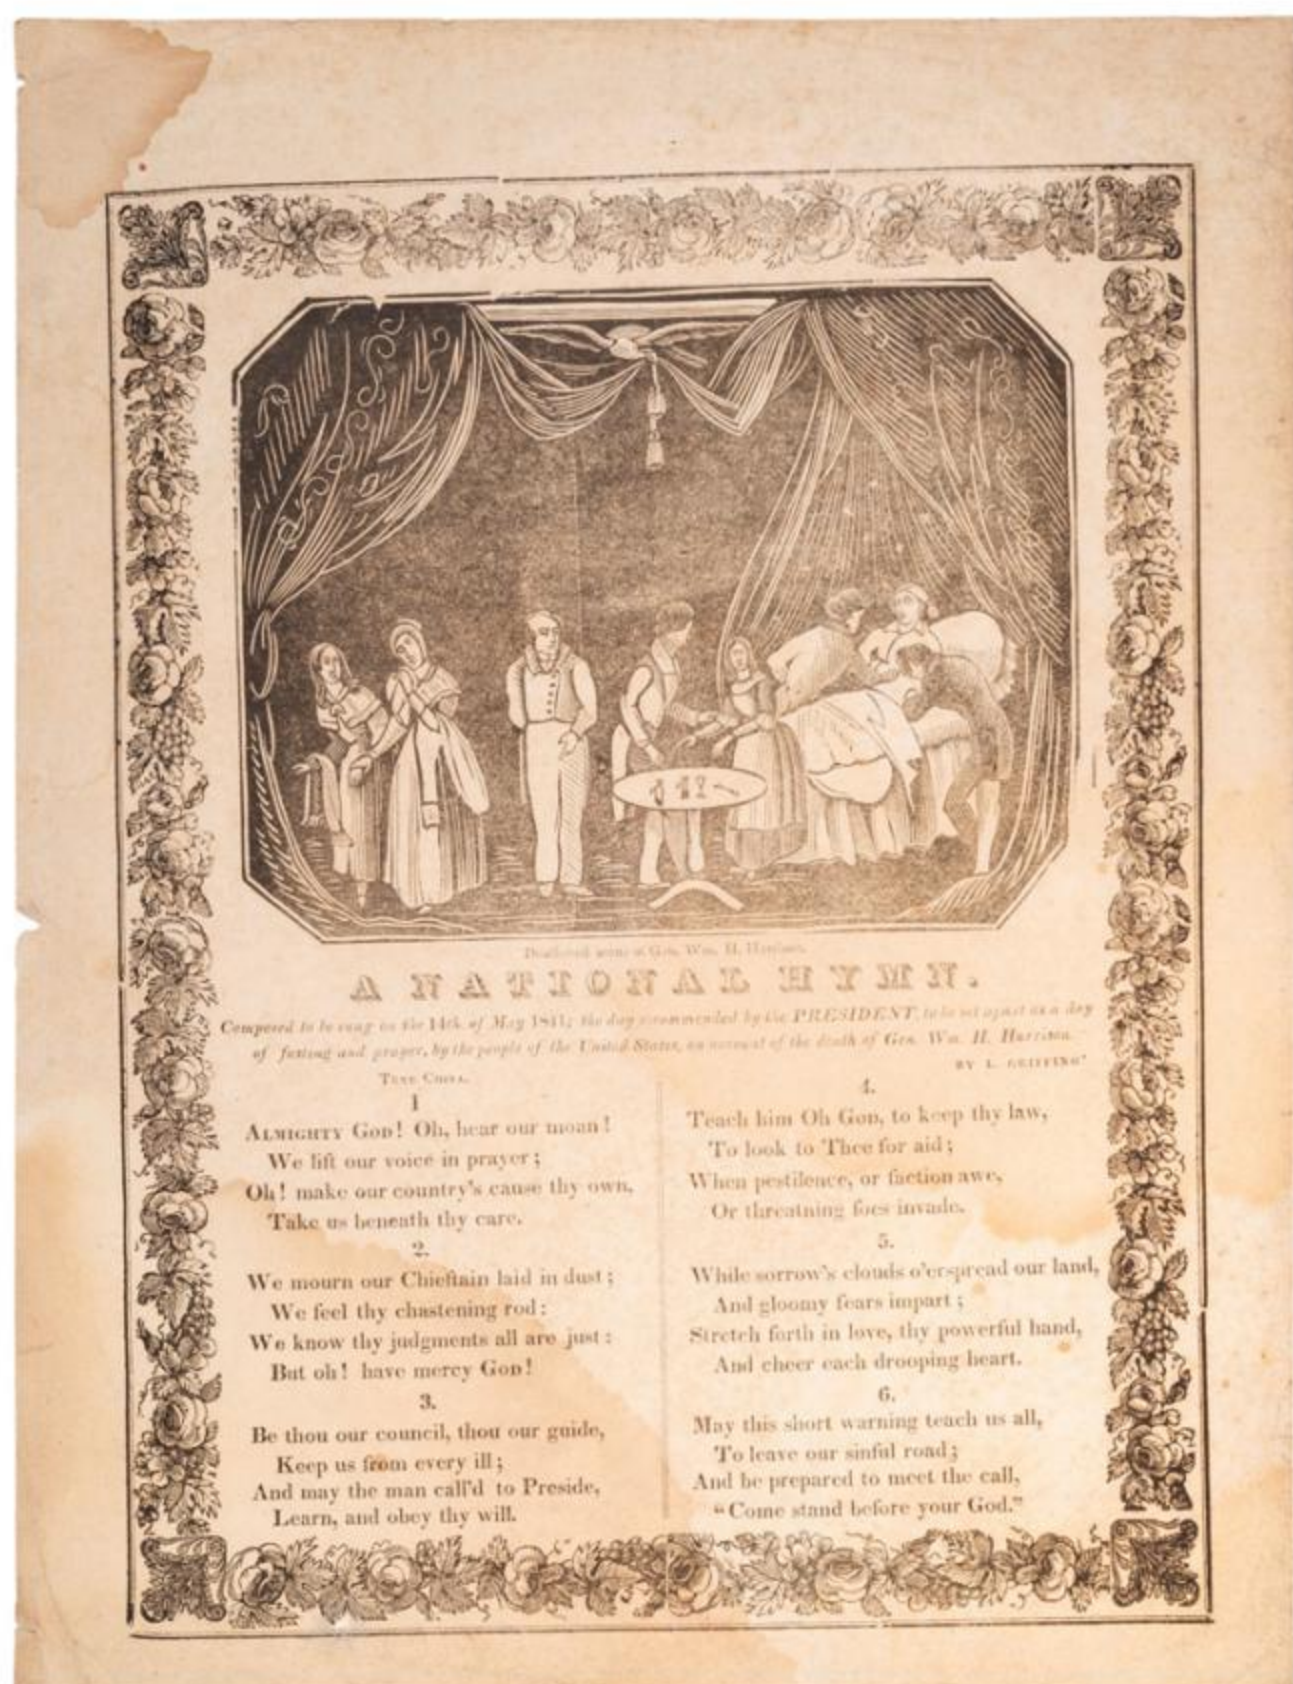 Deathbed scene of Gen. Wm. H. Harrison.
A NATIONAL HYMN.
Composed to be sung on the 14th of May 1841; the day recommended by the PRESIDENT, to be set apart as a day
of fasting and prayer, by the people of the United States, on account of the death of Gen. Wm. H. Harrison.
BY L. GRIFFING
TUNE CHINA.
1
ALMIGHTY GOD! Oh, hear our moan!
We lift our voice in prayer;
Oh! make our country's cause thy own,
Take us beneath thy care.
2.
We mourn our Chieftain laid in dust;
We feel thy chastening rod:
We know thy judgments all are just:
But oh! have mercy GOD!
3.
Be thou our council, thou our guide,
Keep us from every ill;
And may the man call'd to Preside,
Learn, and obey thy will.
4.
Teach him Oh GOD, to keep thy law,
To look to Thee for aid;
When pestilence, or faction awe,
Or threatning foes invade.
5.
While sorrow's clouds o'erspread our land,
And gloomy fears impart;
Stretch forth in love, thy powerful hand,
And cheer each drooping heart.
6.
May this short warning teach us all,
To leave our sinful road;
And be prepared to meet the call,
"Come stand before your God."